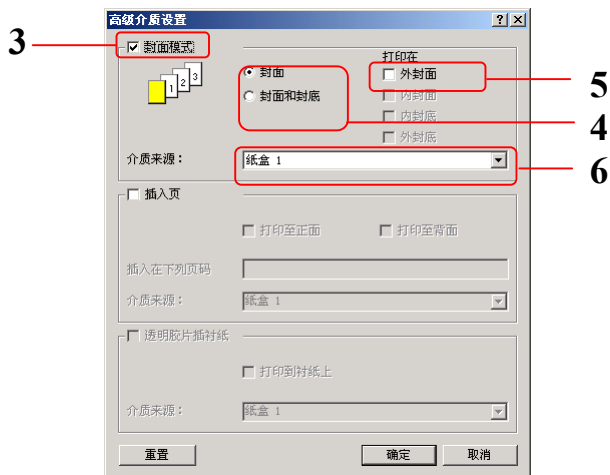 高级介质设置
3
封面模式
1
2
3
封面
封面和封底
打印在
外封面
内封面
内封底
外封底
5
4
介质来源：
纸盒 1
6
插入页
打印至正面
打印至背面
插入在下列页码
介质来源：
纸盒 1
透明胶片插衬纸
打印到衬纸上
介质来源：
纸盒 1
重置
确定
取消